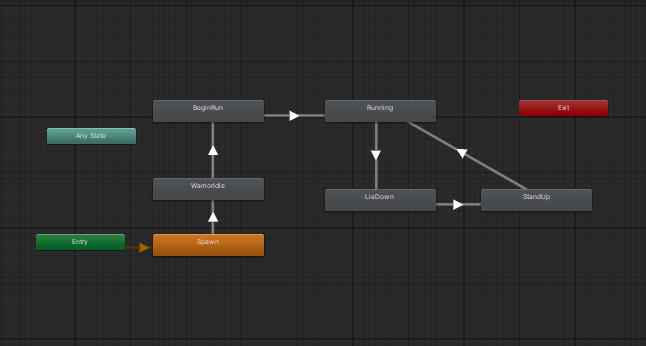 BeginRun
Running
Exit
Any State
WarriorIdle
LieDown
StandUp
Entry
Spawn